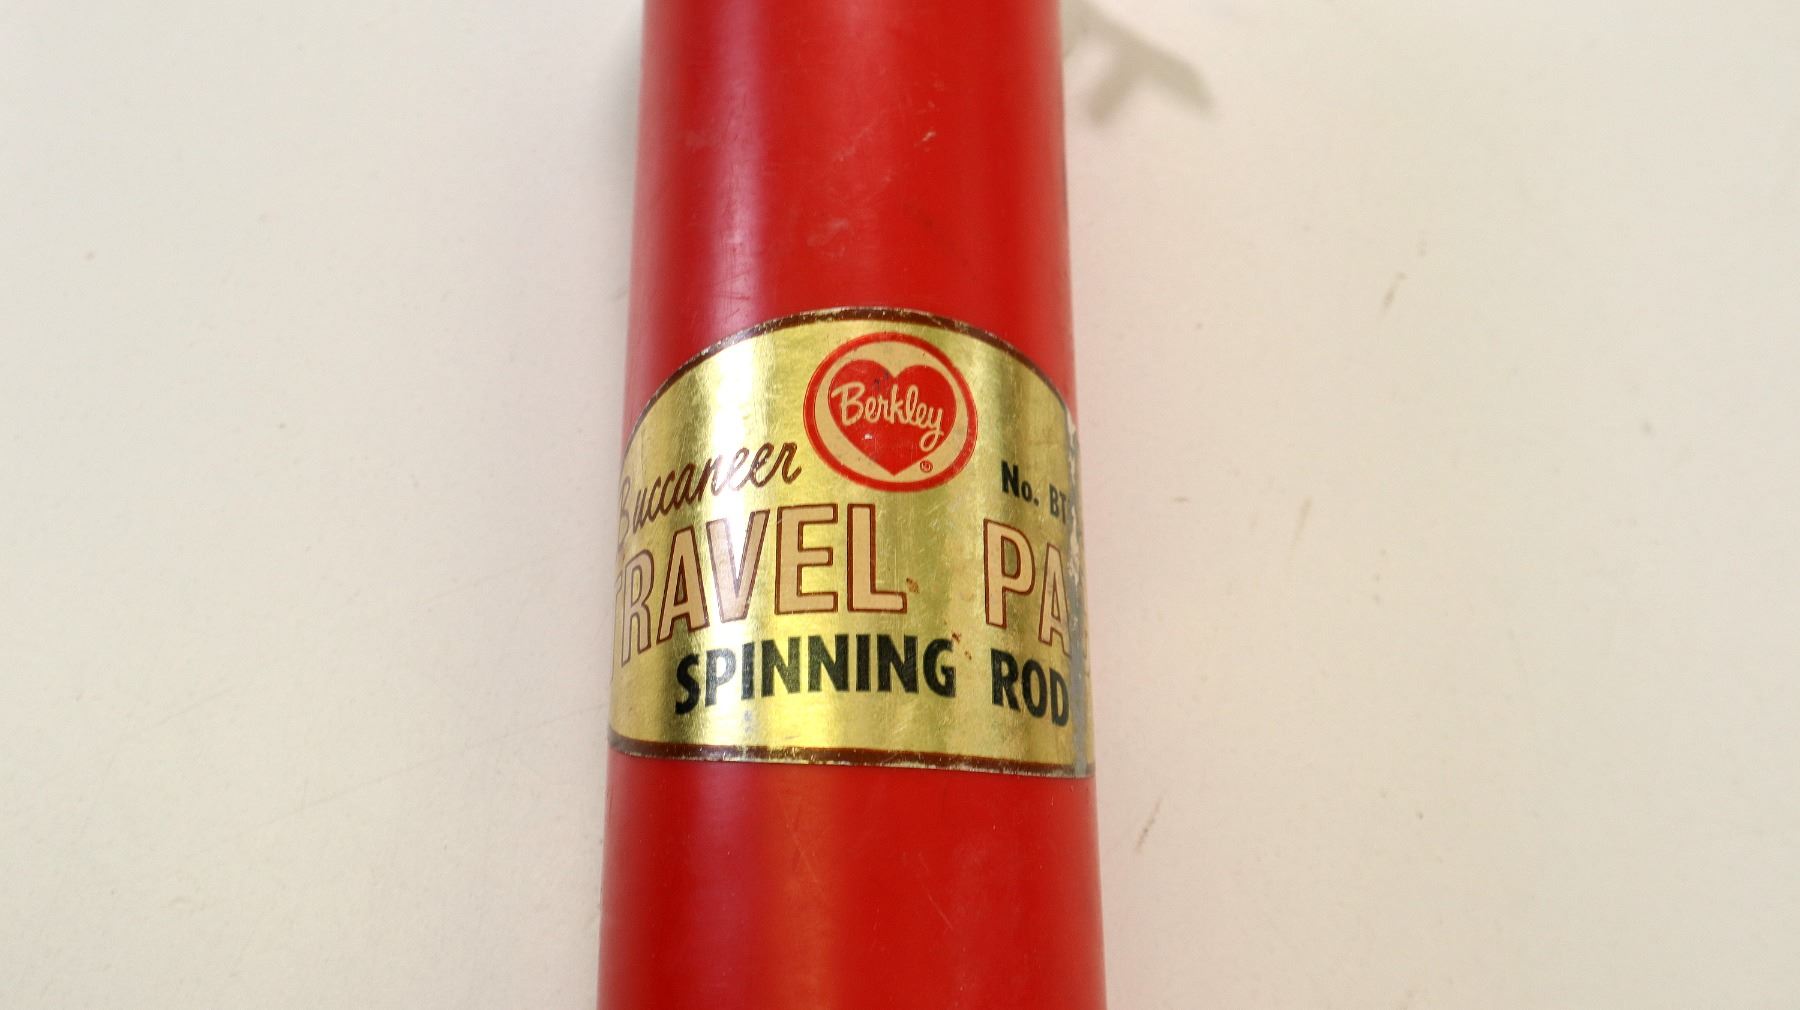 Berkley
Buccaneer
No. BT
TRAVEL PA
SPINNING ROD